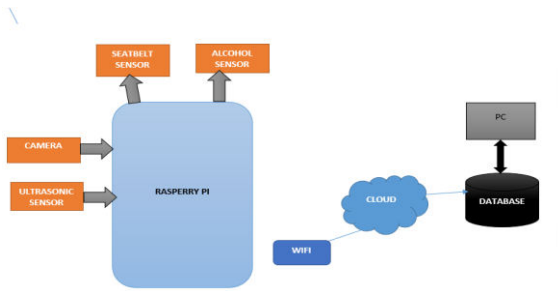 SEATBELT
SENSOR
ALCOHOL
SENSOR
CAMERA
ULTRASONIC
SENSOR
RASPERRY PI
WIFI
CLOUD
PC
DATABASE